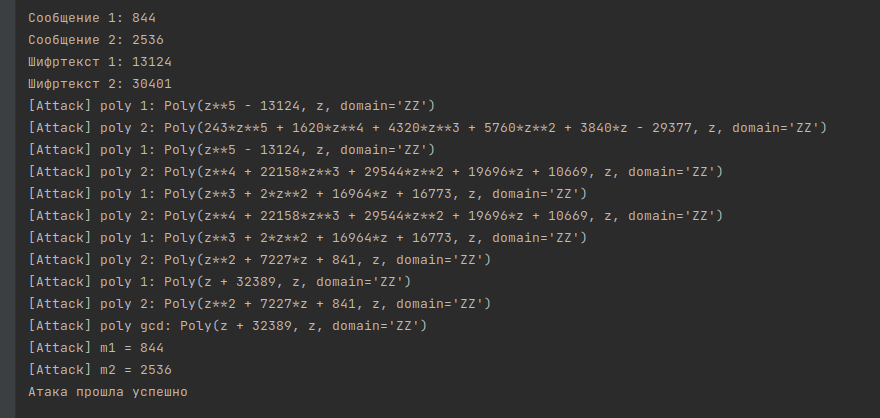 Сообщение 1: 844
Сообщение 2: 2536
Шифртекст 1: 13124
Шифртекст 2: 30401
[Attack] poly 1: Poly(z**5 - 13124, z, domain='ZZ')
[Attack] poly 2: Poly(243*z**5 + 1620*z**4 + 4320*z**3 + 5760*z**2 + 3840*z - 29377, z, domain='ZZ')
[Attack] poly 1: Poly(z**5 - 13124, z, domain='ZZ')
[Attack] poly 2: Poly(z**4 + 22158*z**3 + 29544*z**2 + 19696*z + 10669, z, domain='ZZ')
[Attack] poly 1: Poly(z**3 + 2*z**2 + 16964*z + 16773, z, domain='ZZ')
[Attack] poly 2: Poly(z**4 + 22158*z**3 + 29544*z**2 + 19696*z + 10669, z, domain='ZZ')
[Attack] poly 1: Poly(z**3 + 2*z**2 + 16964*z + 16773, z, domain='ZZ')
[Attack] poly 2: Poly(z**2 + 7227*z + 841, z, domain='ZZ')
[Attack] poly 1: Poly(z + 32389, z, domain='ZZ')
[Attack] poly 2: Poly(z**2 + 7227*z + 841, z, domain='ZZ')
[Attack] poly gcd: Poly(z + 32389, z, domain='ZZ')
[Attack] m1 = 844
[Attack] m2 = 2536
Атака прошла успешно